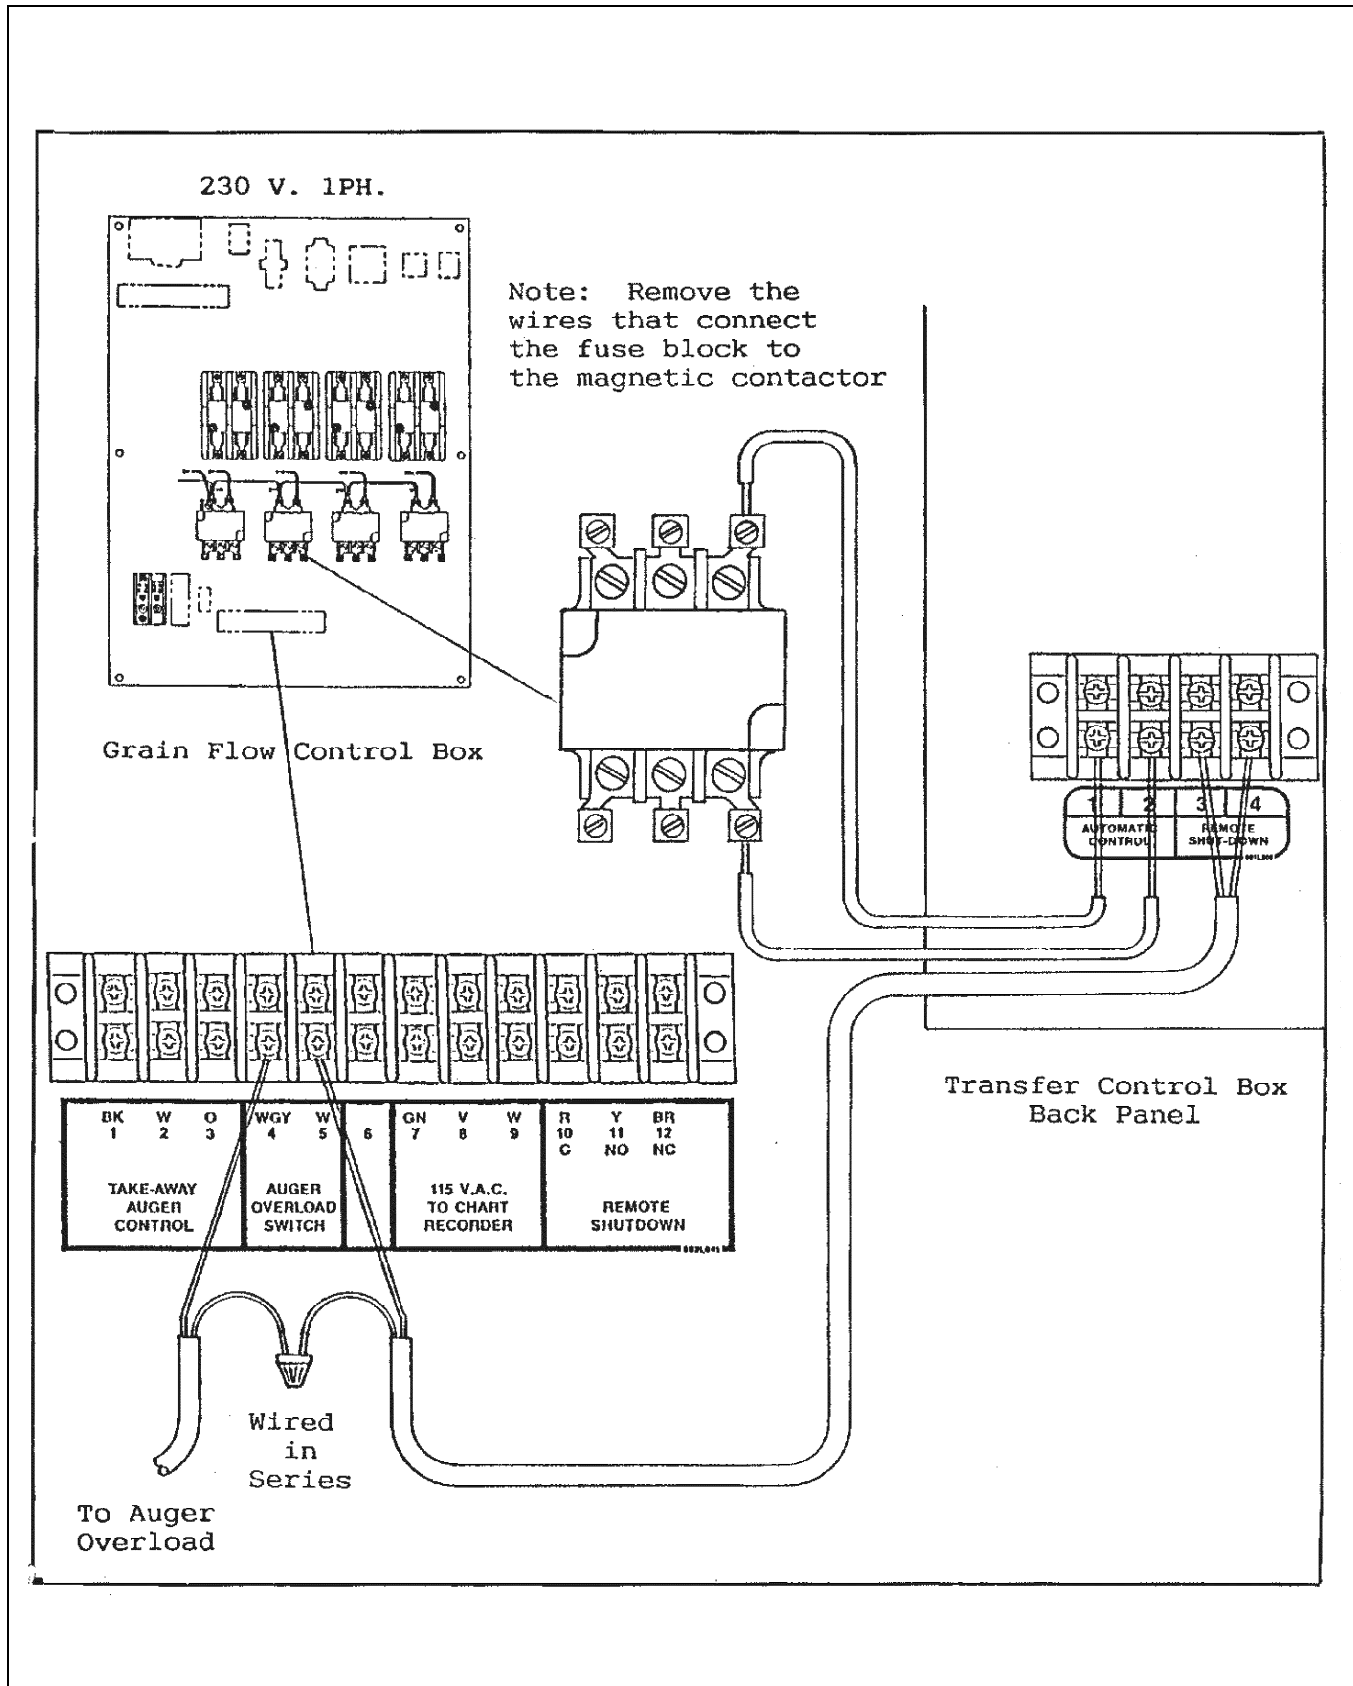 230 V. 1PH.
Note: Remove the
wires that connect
the fuse block to
the magnetic contactor
Grain Flow Control Box
1 2 3 4
AUTOMATIC
CONTROL
REMOTE
SHUT-DOWN
Transfer Control Box
Back Panel
BK W O WGY W GN V W R Y BR
1 2 3 4 5 6 7 8 9 10 11 12
C NO NC
TAKE-AWAY
AUGER
CONTROL
AUGER
OVERLOAD
SWITCH
115 V.A.C.
TO CHART
RECORDER
REMOTE
SHUTDOWN
Wired
in
Series
To Auger
Overload